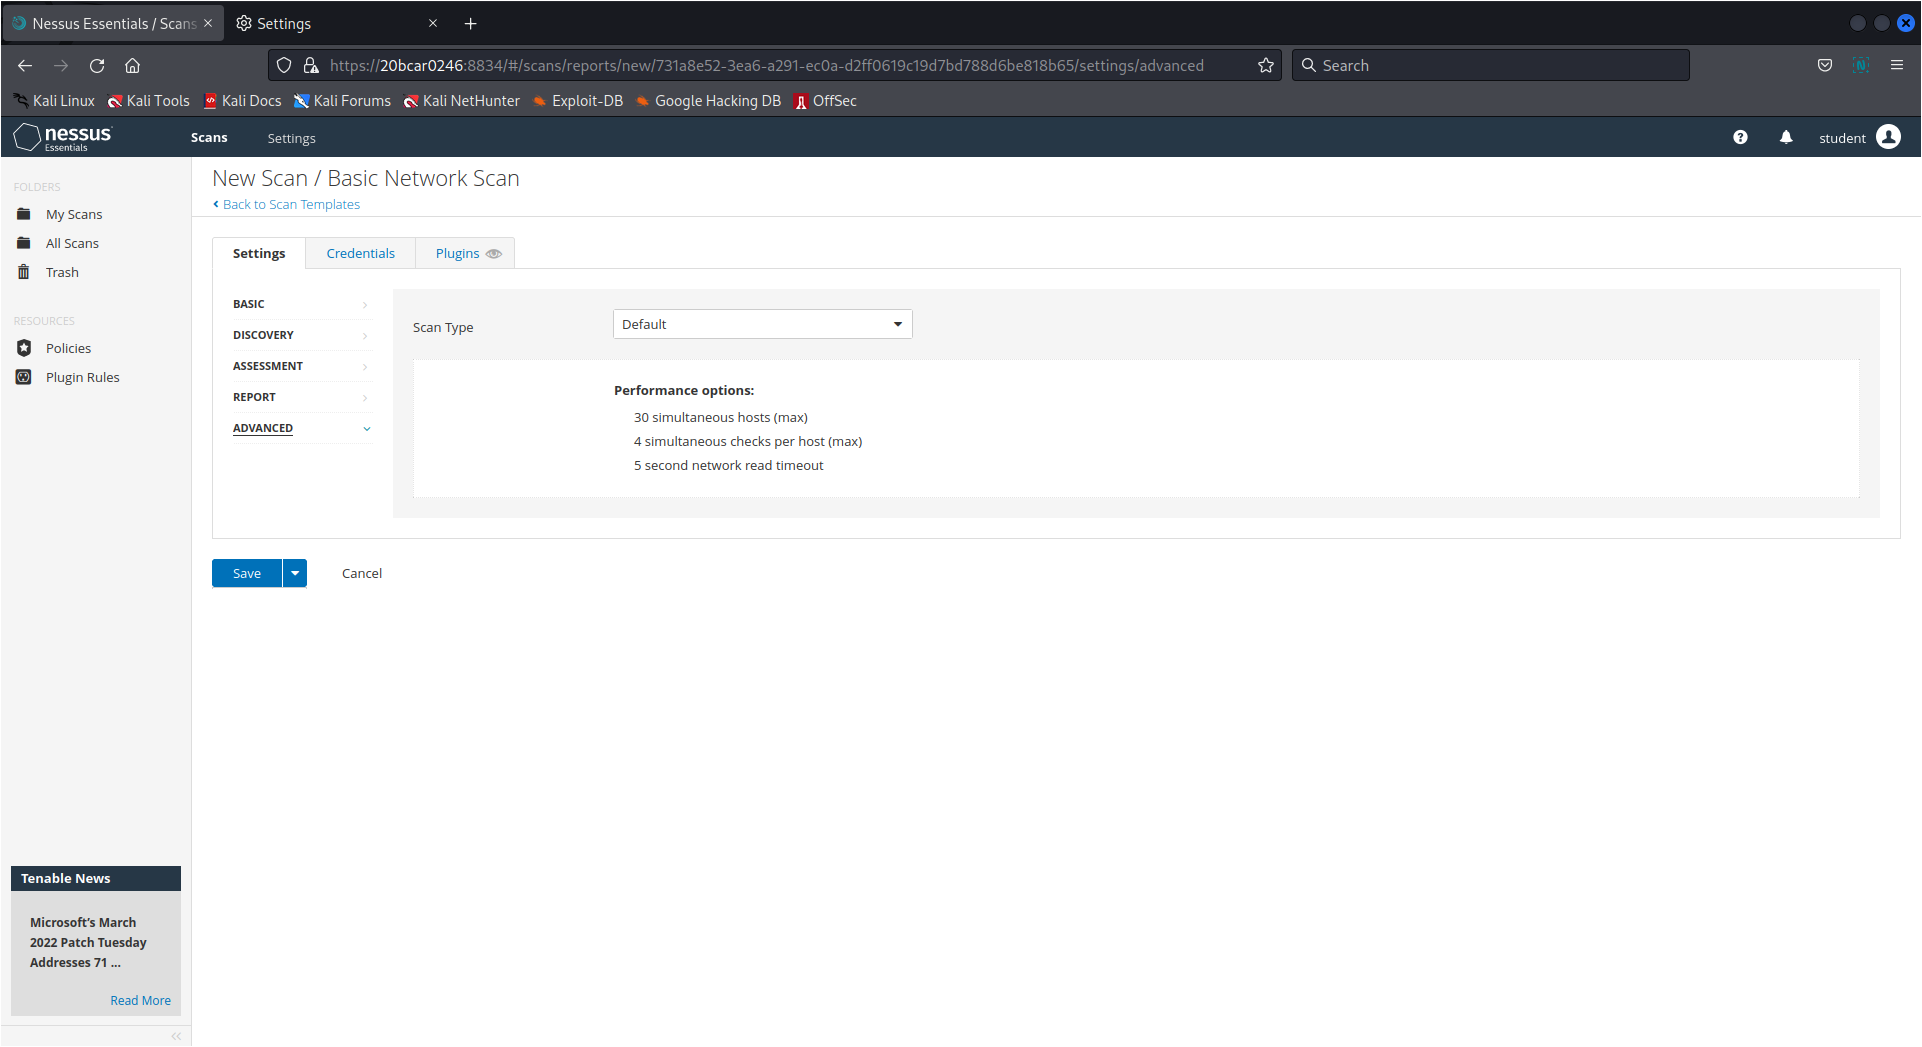 Nessus Essentials / Scans
Settings
https://20bcar0246:8834/#/scans/reports/new/731a8e52-3ea6-a291-ec0a-d2ff0619c19d7bd788d6be818b65/settings/advanced
Search
Kali Linux Kali Tools Kali Docs Kali Forums Kali NetHunter Exploit-DB Google Hacking DB OffSec
nessus
Essentials
Scans
Settings
student
FOLDERS
My Scans
All Scans
Trash
RESOURCES
Policies
Plugin Rules
New Scan / Basic Network Scan
Back to Scan Templates
Settings
Credentials
Plugins
BASIC
DISCOVERY
ASSESSMENT
REPORT
ADVANCED
Scan Type
Default
Performance options:
30 simultaneous hosts (max)
4 simultaneous checks per host (max)
5 second network read timeout
Save
Cancel
Tenable News
Microsoft's March
2022 Patch Tuesday
Addresses 71 ...
Read More